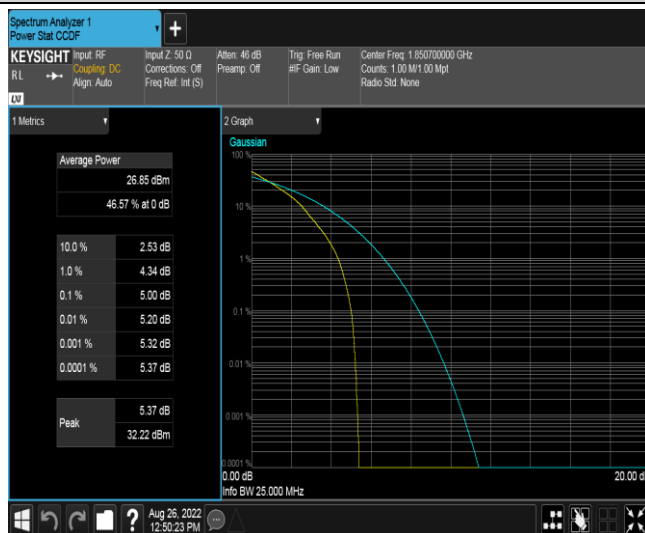 Spectrum Analyzer 1
Power Stat CCDF
+
KEYSIGHT
RL
LXI
Input: RF
Coupling: DC
Align: Auto
Input Z: 50 Ω
Corrections: Off
Freq Ref: Int (S)
Atten: 46 dB
Preamp: Off
Trig: Free Run
#IF Gain: Low
Center Freq: 1.850700000 GHz
Counts: 1.00 M/1.00 Mpt
Radio Std: None
1 Metrics
Average Power
26.85 dBm
46.57 % at 0 dB
10.0 % 2.53 dB
1.0 % 4.34 dB
0.1 % 5.00 dB
0.01 % 5.20 dB
0.001 % 5.32 dB
0.0001 % 5.37 dB
Peak
5.37 dB
32.22 dBm
2 Graph
Gaussian
100 %
10 %
1 %
0.1 %
0.01 %
0.001 %
0.0001 %
0.00 dB 20.00 d
Info BW 25.000 MHz
?
Aug 26, 2022
12:50:23 PM